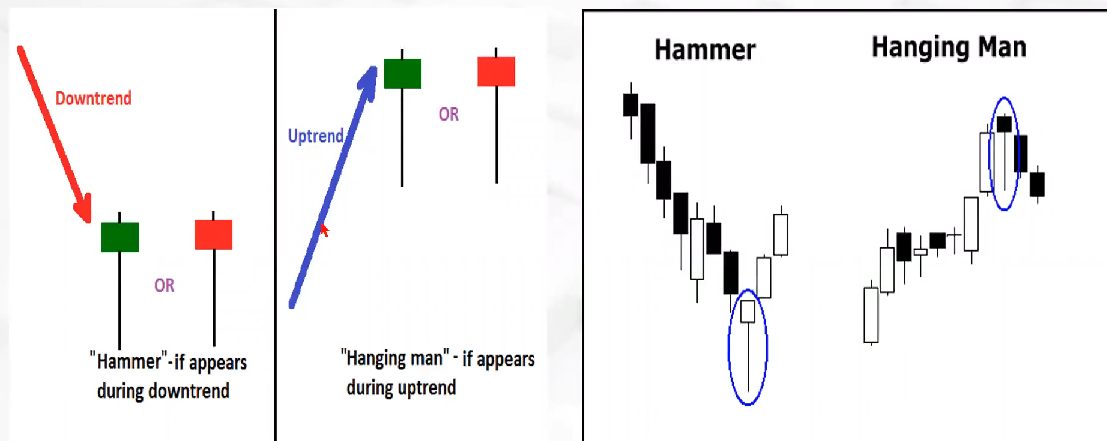 Downtrend
OR
"Hammer"-if appears
during downtrend
Uptrend
OR
"Hanging man" - if appears
during uptrend
Hammer
Hanging Man